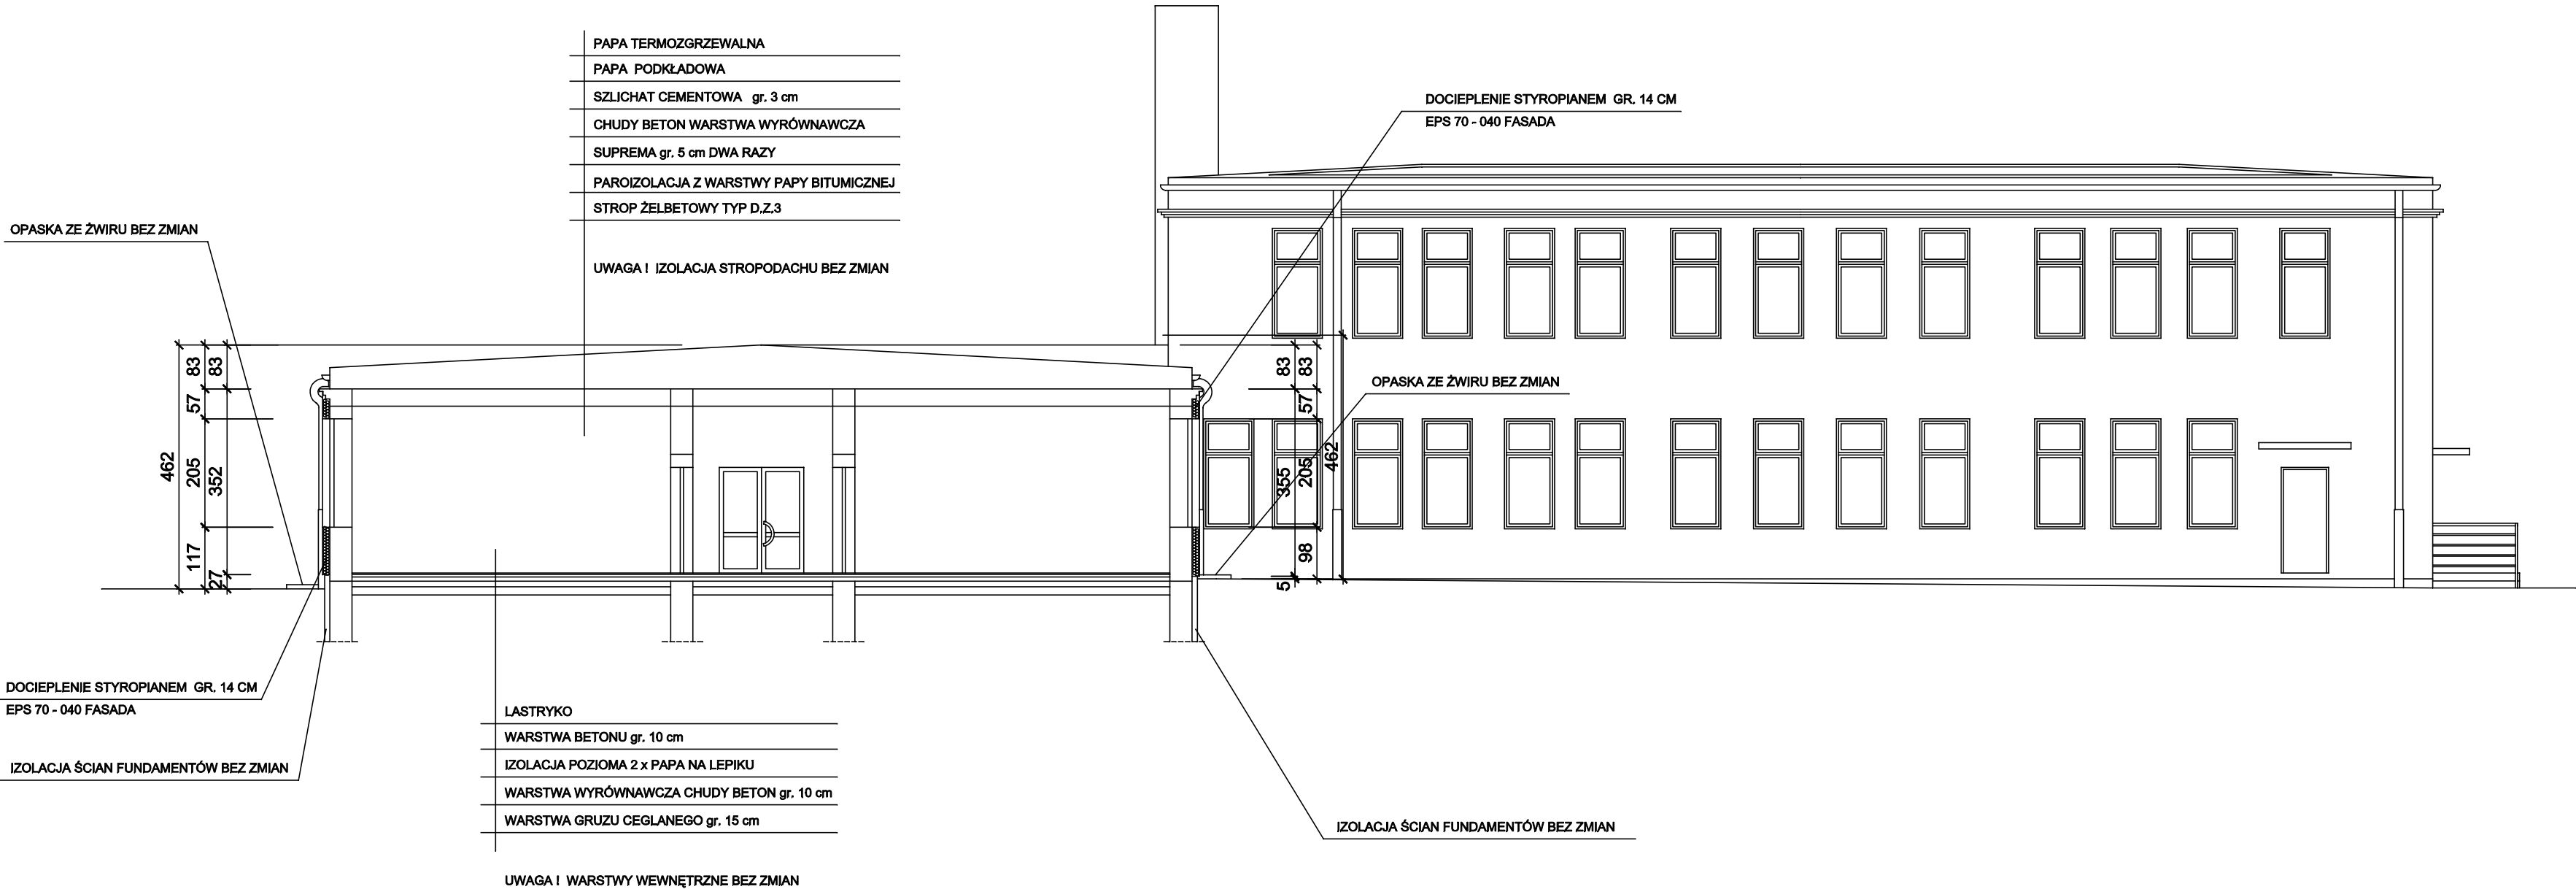 PAPA TERMOZGRZEWALNA
PAPA PODKŁADOWA
SZLICHAT CEMENTOWA gr. 3 cm
CHUDY BETON WARSTWA WYRÓWNAWCZA
SUPREMA gr. 5 cm DWA RAZY
PAROIZOLACJA Z WARSTWY PAPY BITUMICZNEJ
STROP ŻELBETOWY TYP D.Z.3
UWAGA ! IZOLACJA STROPODACHU BEZ ZMIAN
DOCIEPLENIE STYROPIANEM GR. 14 CM
EPS 70 - 040 FASADA
OPASKA ZE ŻWIRU BEZ ZMIAN
OPASKA ZE ŻWIRU BEZ ZMIAN
462
83
57
205
117
83
352
27
83
355
5
83
57
205
98
462
DOCIEPLENIE STYROPIANEM GR. 14 CM
EPS 70 - 040 FASADA
IZOLACJA ŚCIAN FUNDAMENTÓW BEZ ZMIAN
LASTRYKO
WARSTWA BETONU gr. 10 cm
IZOLACJA POZIOMA 2 x PAPA NA LEPIKU
WARSTWA WYRÓWNAWCZA CHUDY BETON gr. 10 cm
WARSTWA GRUZU CEGLANEGO gr. 15 cm
UWAGA ! WARSTWY WEWNĘTRZNE BEZ ZMIAN
IZOLACJA ŚCIAN FUNDAMENTÓW BEZ ZMIAN